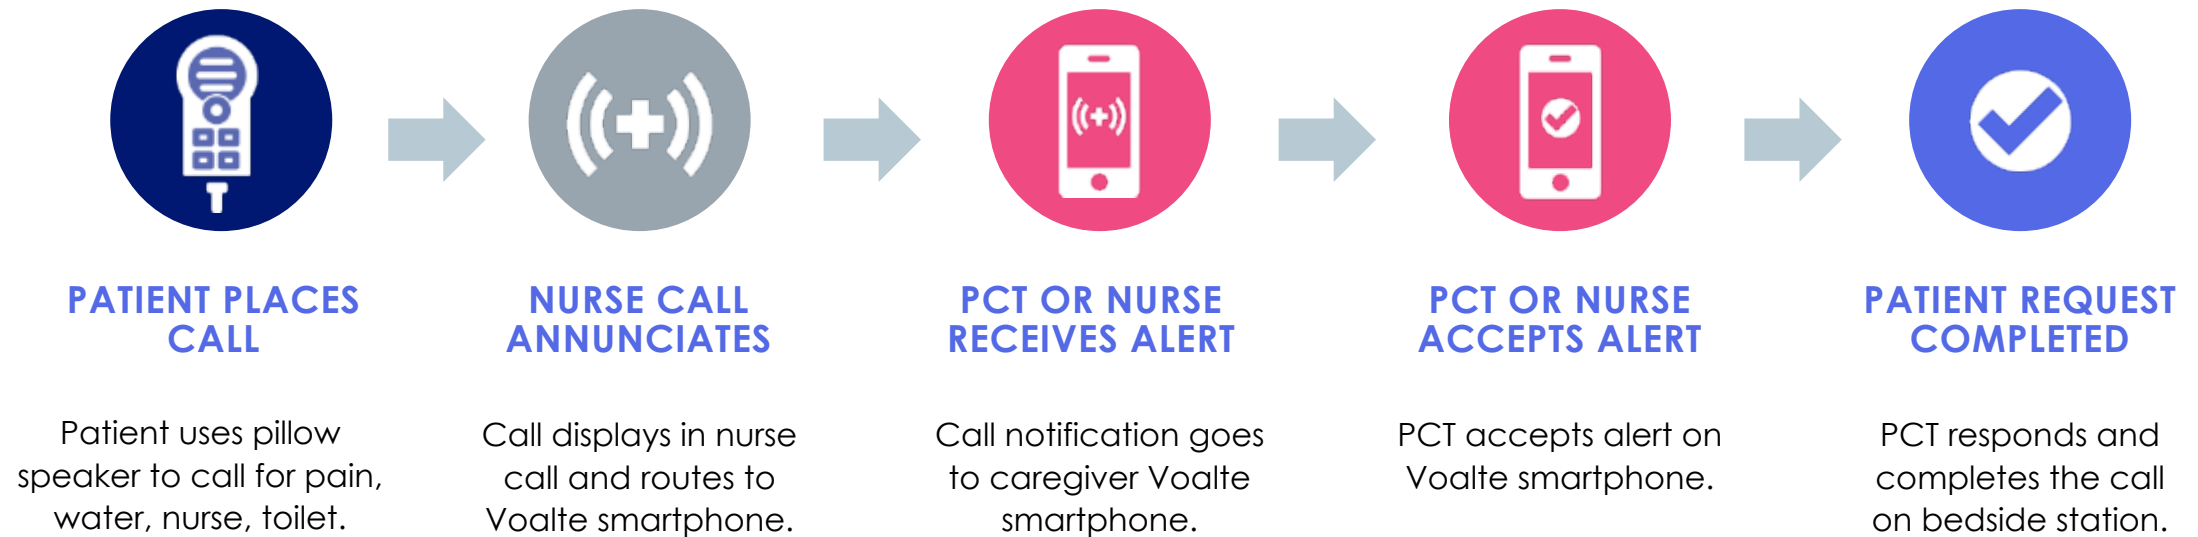 PATIENT PLACES
CALL
Patient uses pillow
speaker to call for pain,
water, nurse, toilet.
NURSE CALL
ANNUNCIATES
Call displays in nurse
call and routes to
Voalte smartphone.
PCT OR NURSE
RECEIVES ALERT
Call notification goes
to caregiver Voalte
smartphone.
PCT OR NURSE
ACCEPTS ALERT
PCT accepts alert on
Voalte smartphone.
PATIENT REQUEST
COMPLETED
PCT responds and
completes the call
on bedside station.